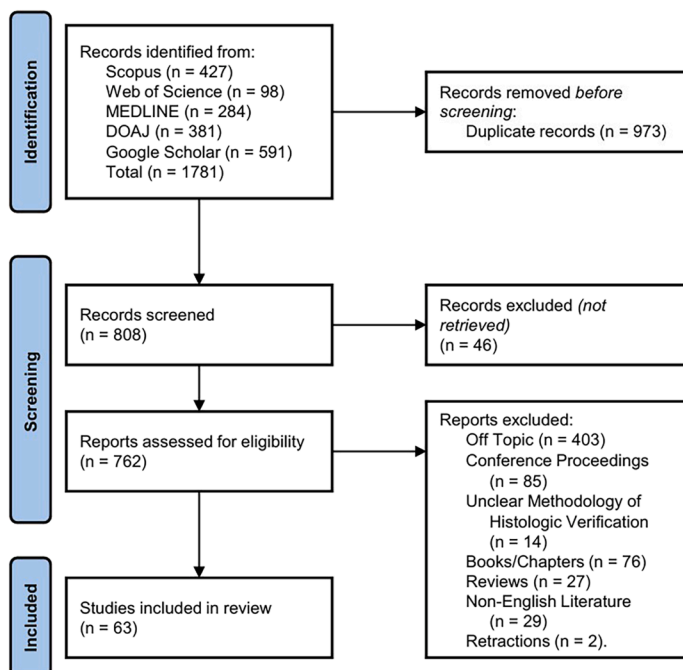 Identification
Records identified from:
Scopus (n = 427)
Web of Science (n = 98)
MEDLINE (n = 284)
DOAJ (n = 381)
Google Scholar (n = 591)
Total (n = 1781)
Records removed before
screening:
Duplicate records (n = 973)
Screening
Records screened
(n = 808)
Records excluded (not
retrieved)
(n = 46)
Reports assessed for eligibility
(n = 762)
Reports excluded:
Off Topic (n = 403)
Conference Proceedings
(n = 85)
Unclear Methodology of
Histologic Verification
(n = 14)
Books/Chapters (n = 76)
Reviews (n = 27)
Non-English Literature
(n = 29)
Retractions (n = 2).
Included
Studies included in review
(n = 63)